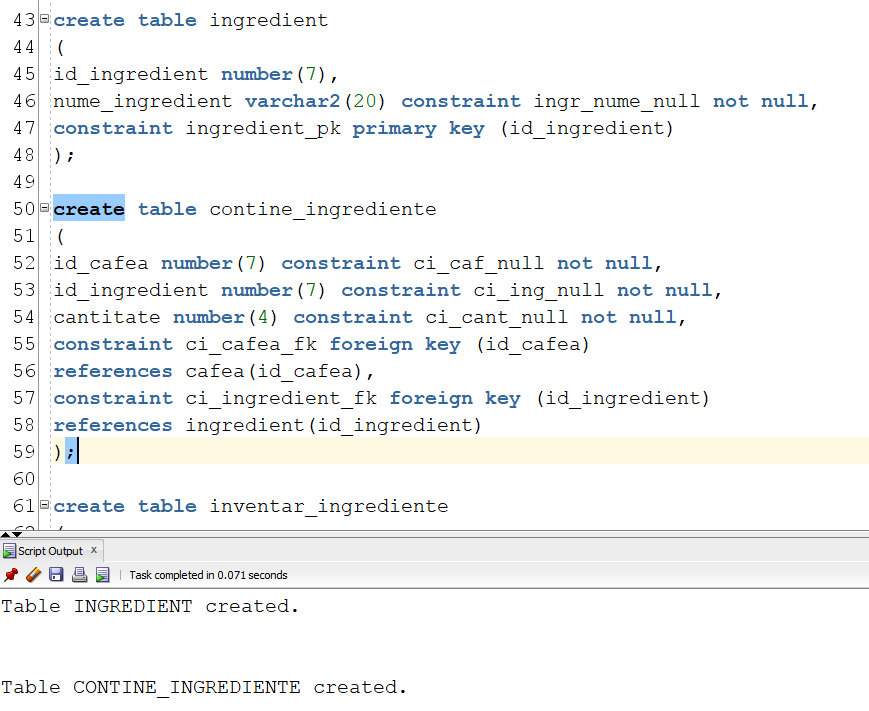 43 create table ingredient
44 (
45 id_ingredient number(7),
46 nume_ingredient varchar2(20) constraint ingr_nume_null not null,
47 constraint ingredient_pk primary key (id_ingredient)
48 );
49
50 create table contine_ingrediente
51 (
52 id_cafea number(7) constraint ci_caf_null not null,
53 id_ingredient number(7) constraint ci_ing_null not null,
54 cantitate number(4) constraint ci_cant_null not null,
55 constraint ci_cafea_fk foreign key (id_cafea)
56 references cafea(id_cafea),
57 constraint ci_ingredient_fk foreign key (id_ingredient)
58 references ingredient(id_ingredient)
59 );
60
61 create table inventar_ingrediente
Script Output x
Task completed in 0.071 seconds
Table INGREDIENT created.
Table CONTINE_INGREDIENTE created.